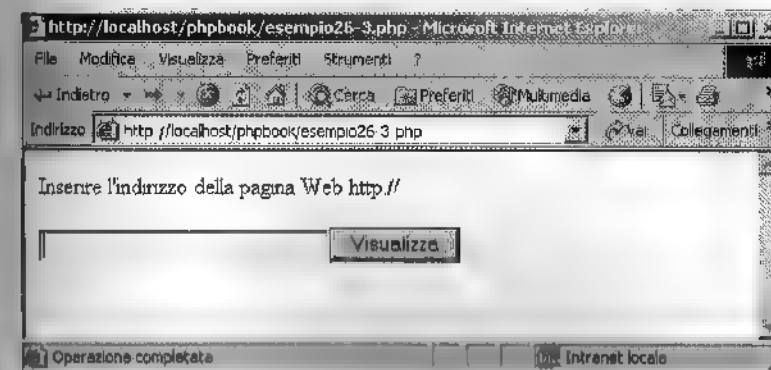 http://localhost/phpbook/esempio26-3.php - Microsoft Internet Explorer
File Modifica Visualizza Preferiti Strumenti ?
Indietro Cerca Preferiti Multimedia
Indirizzo http://localhost/phpbook/esempio26-3.php Vai Collegamenti
Inserire l'indirizzo della pagina Web http://
Visualizza
Operazione completata Intranet locale